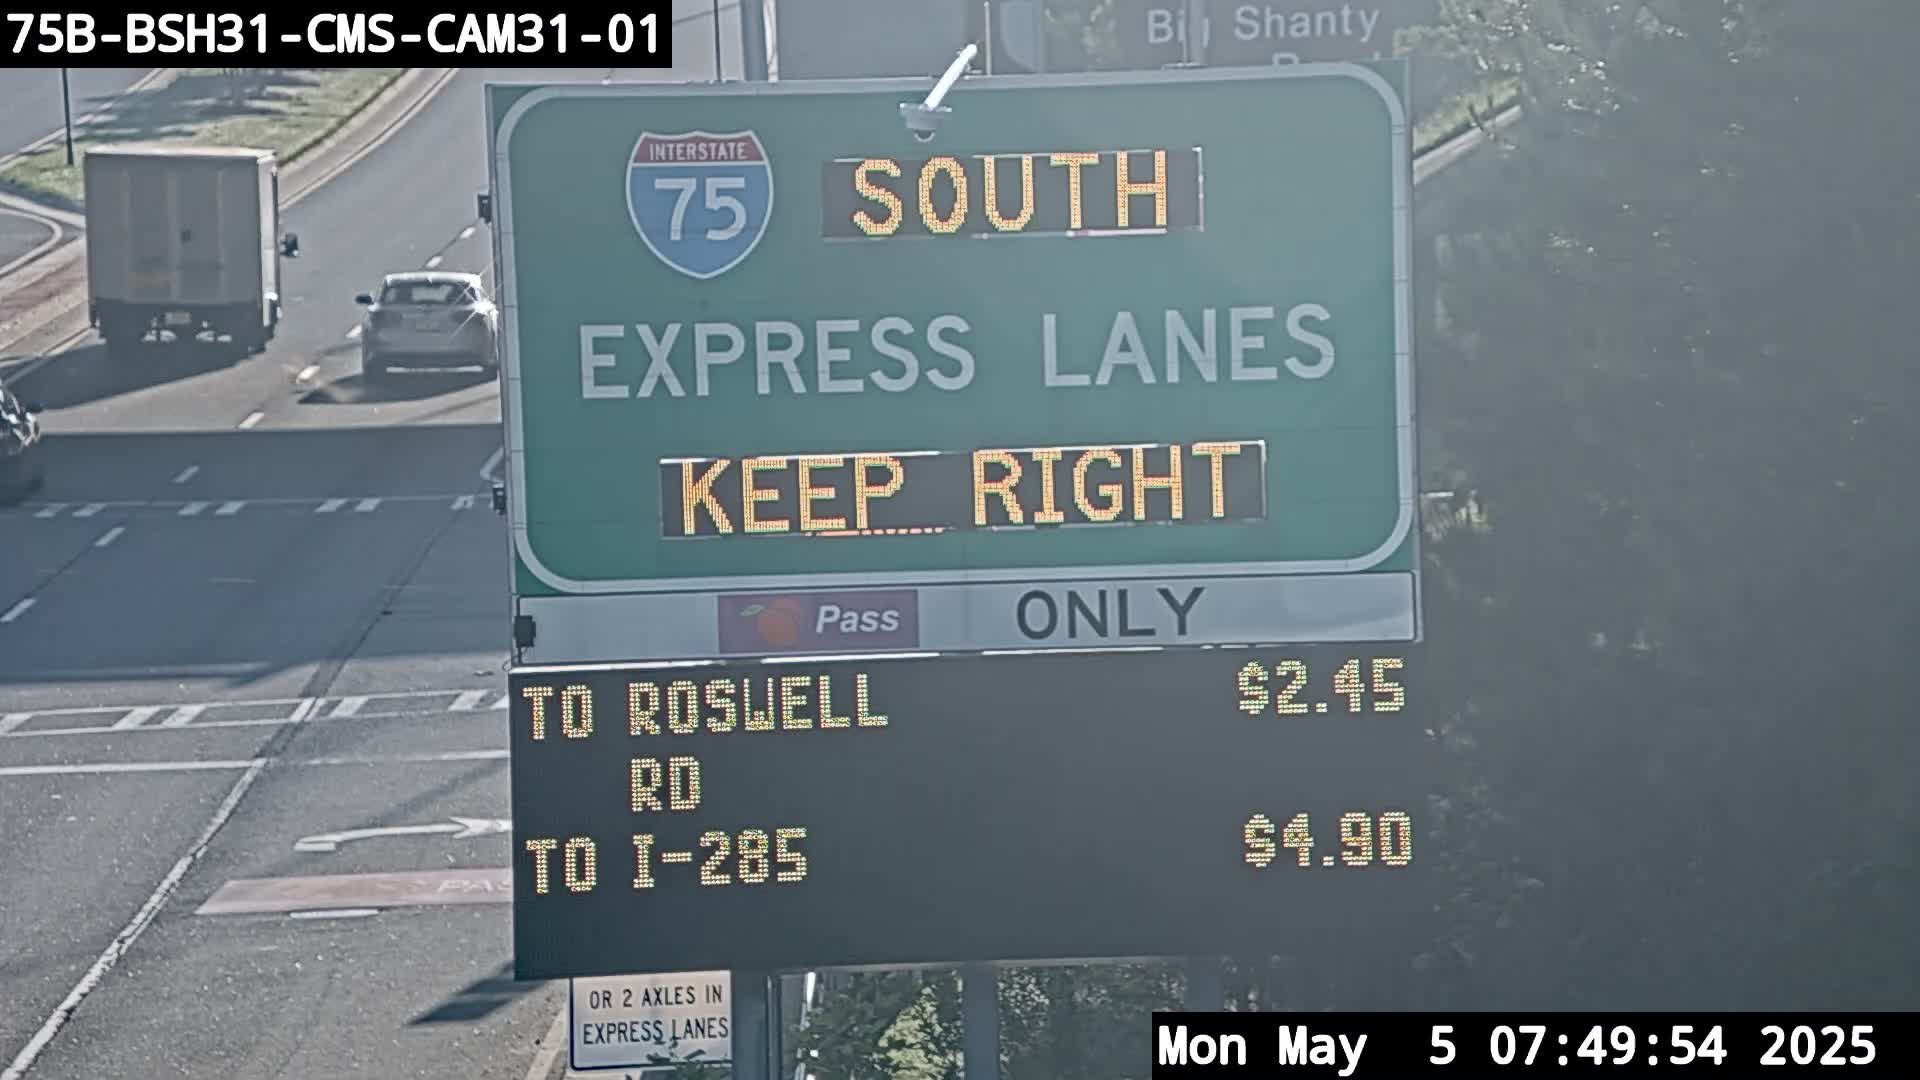 75B-BSH31-CMS-CAM31-01
Big Shanty
INTERSTATE
75
SOUTH
EXPRESS LANES
KEEP RIGHT
Pass
ONLY
TO ROSWELL $2.45
RD
TO I-285 $4.90
OR 2 AXLES IN
EXPRESS LANES
Mon May 5 07:49:54 2025